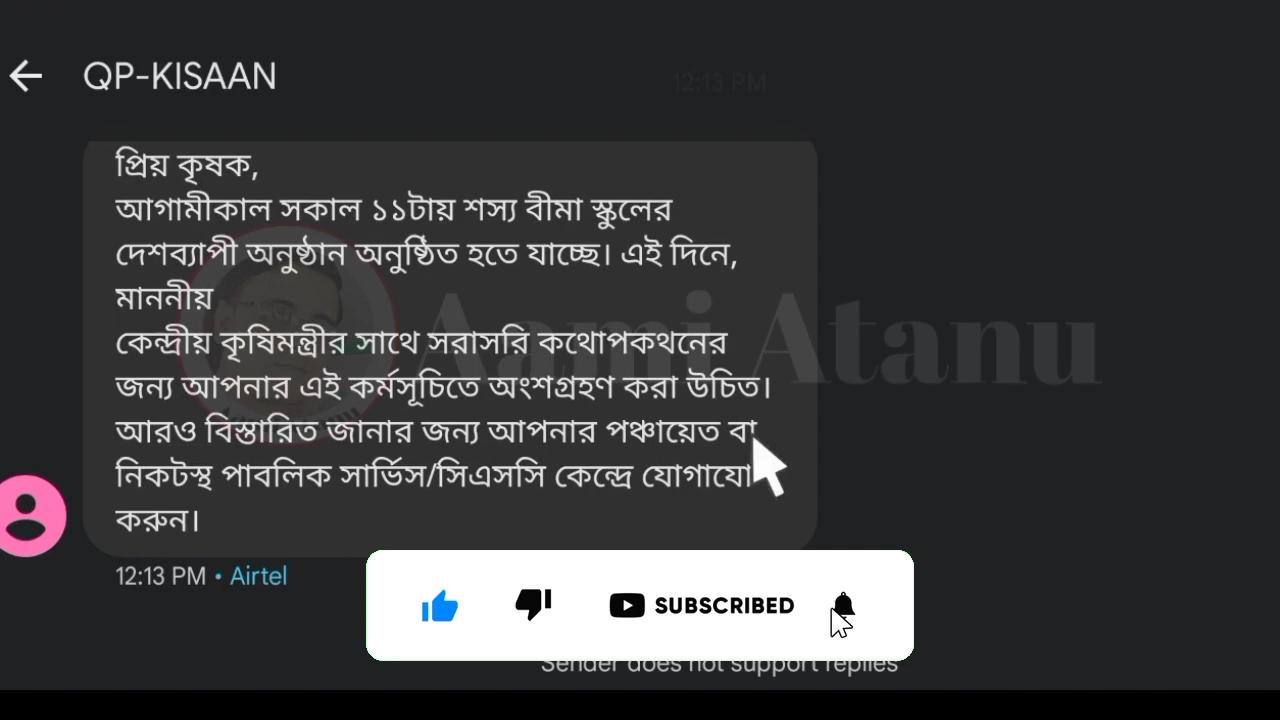 QP-KISAAN
12:13 PM
প্রিয় কৃষক,
আগামীকাল সকাল ১১টায় শস্য বীমা স্কুলের
দেশব্যাপী অনুষ্ঠান অনুষ্ঠিত হতে যাচ্ছে। এই দিনে,
মাননীয়
কেন্দ্রীয় কৃষিমন্ত্রীর সাথে সরাসরি কথোপকথনের
জন্য আপনার এই কর্মসূচিতে অংশগ্রহণ করা উচিত।
আরও বিস্তারিত জানার জন্য আপনার পঞ্চায়েত বা
নিকটস্থ পাবলিক সার্ভিস/সিএসসি কেন্দ্রে
করুন।
Aami Atanu
12:13 PM • Airtel
SUBSCRIBED
Sender does not support replies